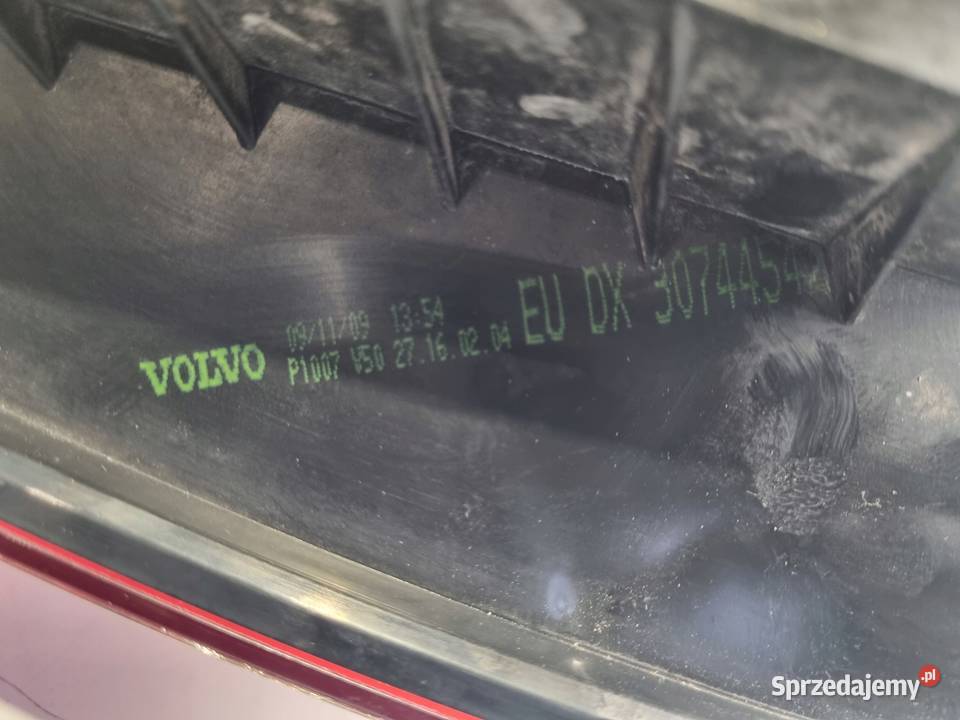 VOLVO
09/11/09 13:54
P1007 V50 27.16.02.04
EU DX
Sprzedajemy.pl